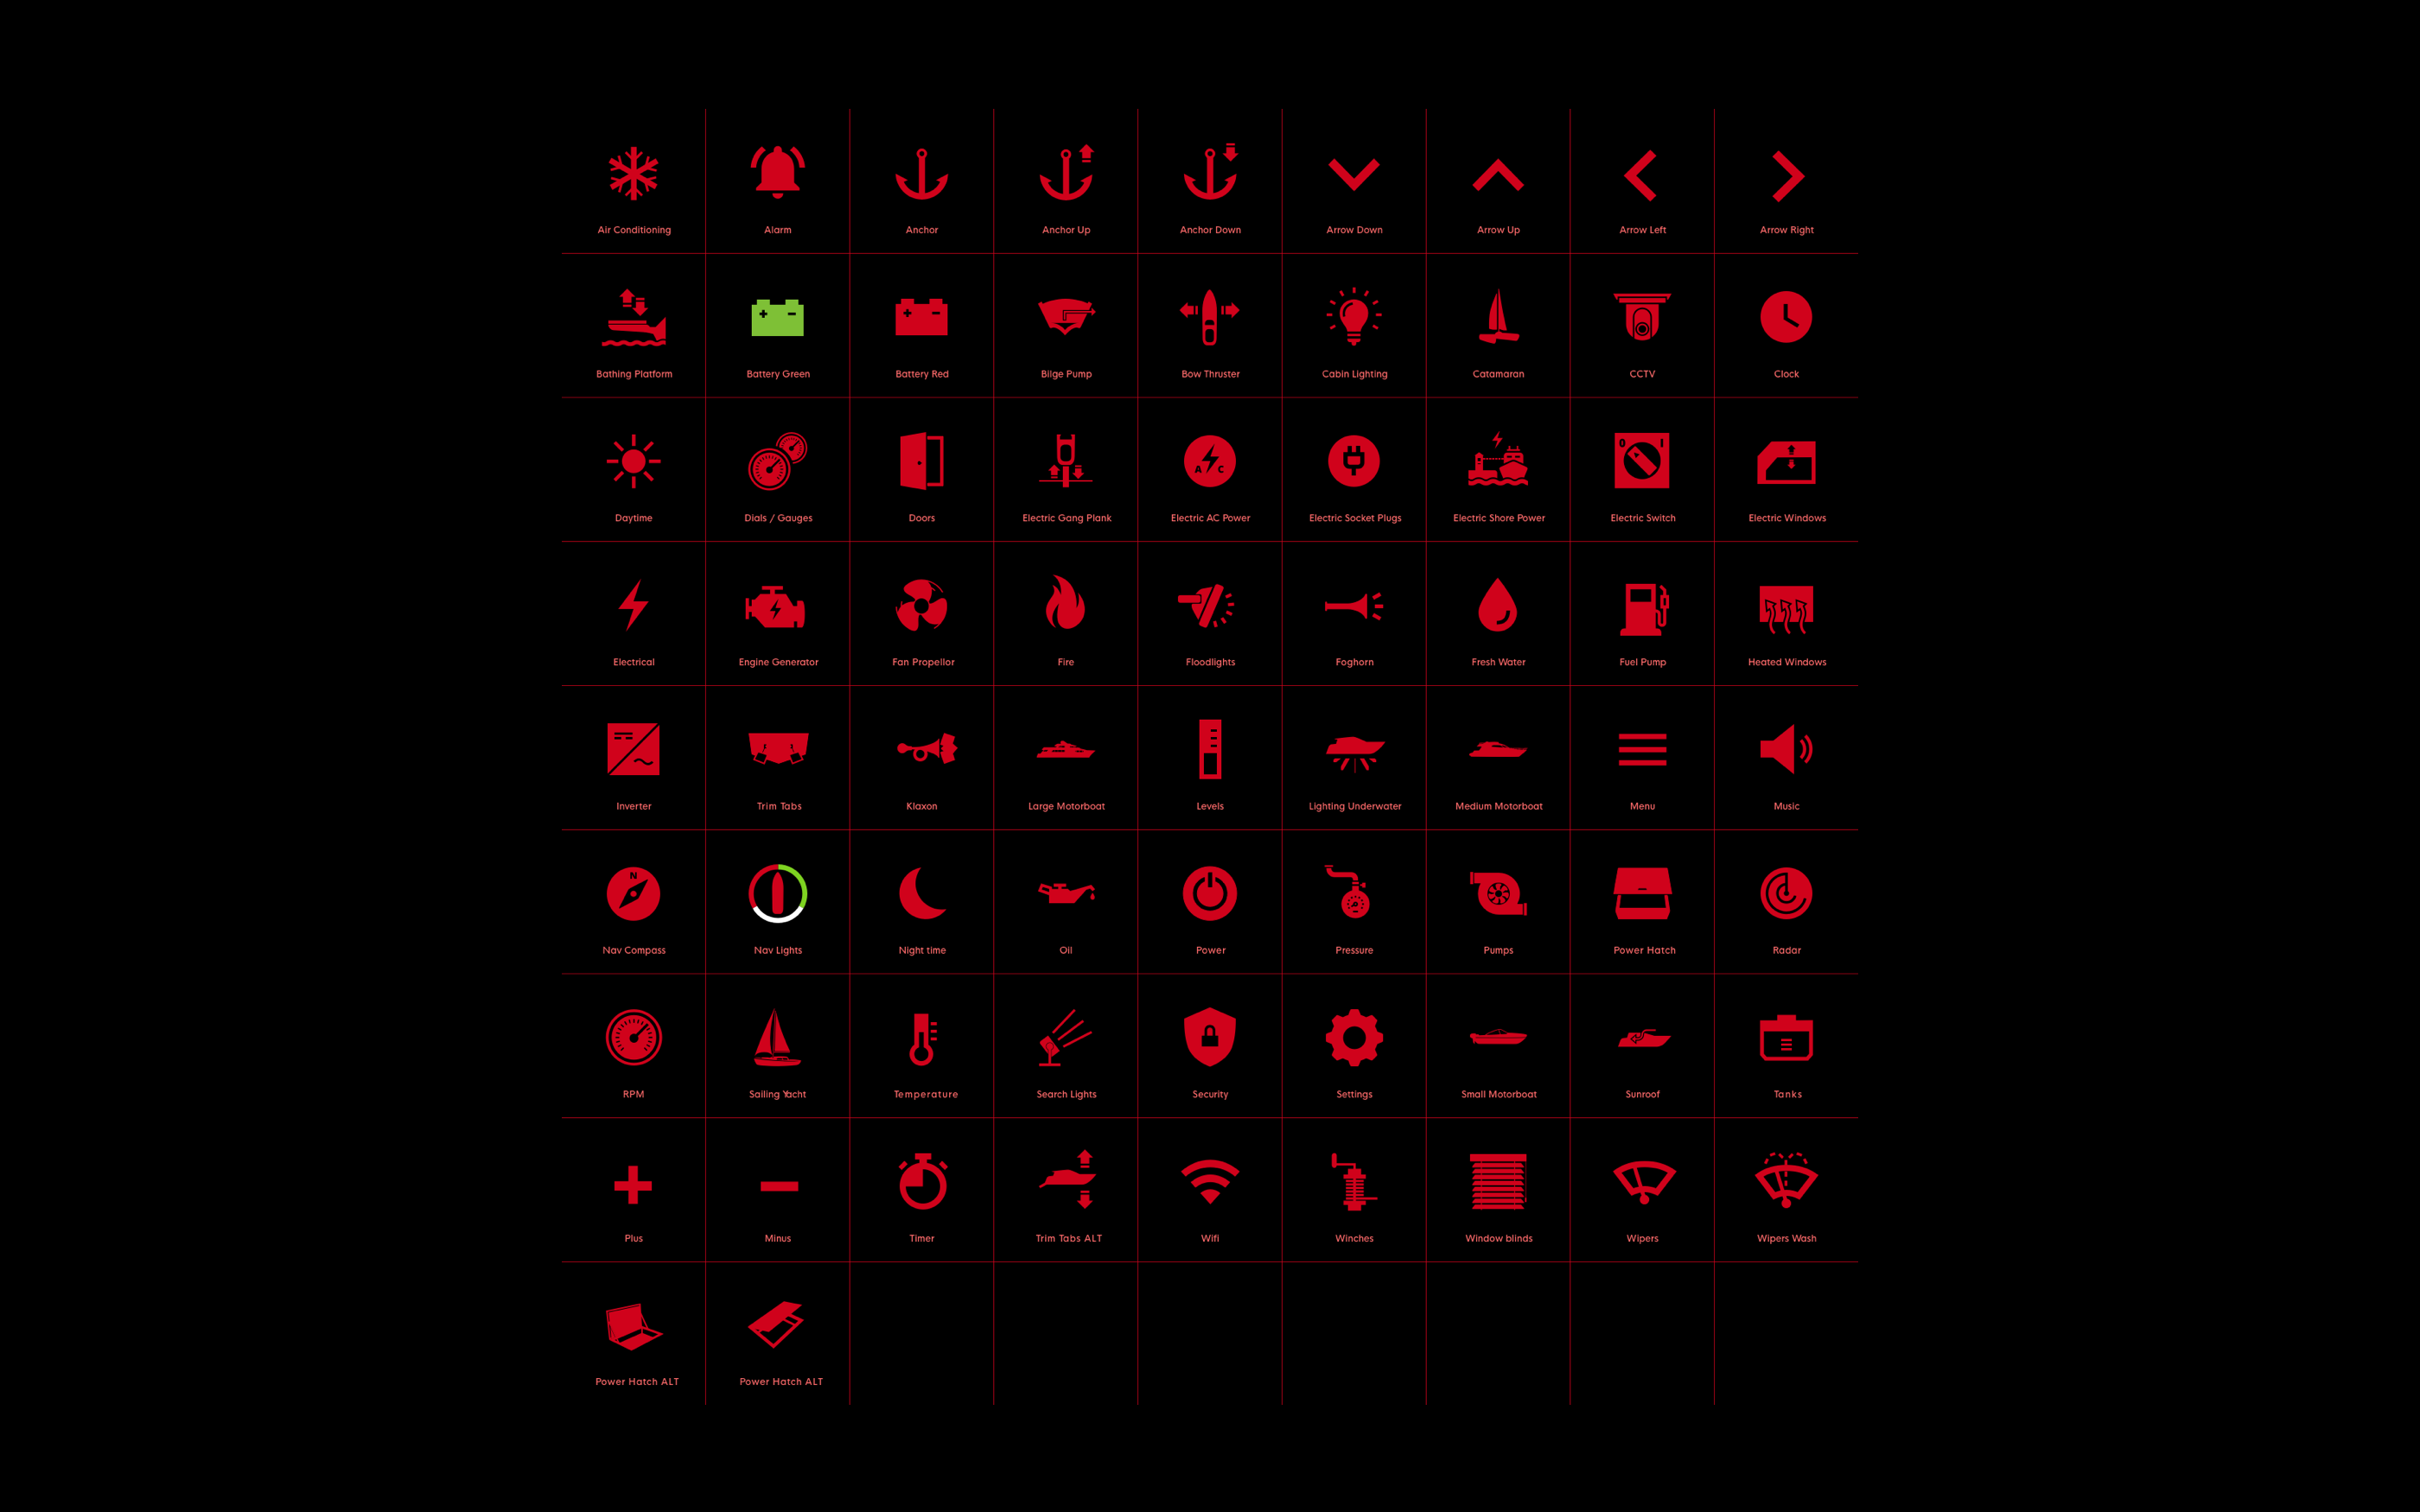 Air Conditioning
Alarm
Anchor
Anchor Up
Anchor Down
Arrow Down
Arrow Up
Arrow Left
Arrow Right
Bathing Platform
Battery Green
Battery Red
Bilge Pump
Bow Thruster
Cabin Lighting
Catamaran
CCTV
Clock
Daytime
Dials / Gauges
Doors
Electric Gang Plank
A C
Electric AC Power
Electric Socket Plugs
Electric Shore Power
0 I
Electric Switch
Electric Windows
Electrical
Engine Generator
Fan Propellor
Fire
Floodlights
Foghorn
Fresh Water
Fuel Pump
Heated Windows
Inverter
Trim Tabs
Klaxon
Large Motorboat
Levels
Lighting Underwater
Medium Motorboat
Menu
Music
N
Nav Compass
Nav Lights
Night time
Oil
Power
Pressure
Pumps
Power Hatch
Radar
RPM
Sailing Yacht
Temperature
Search Lights
Security
Settings
Small Motorboat
Sunroof
Tanks
Plus
Minus
Timer
Trim Tabs ALT
Wifi
Winches
Window blinds
Wipers
Wipers Wash
Power Hatch ALT
Power Hatch ALT